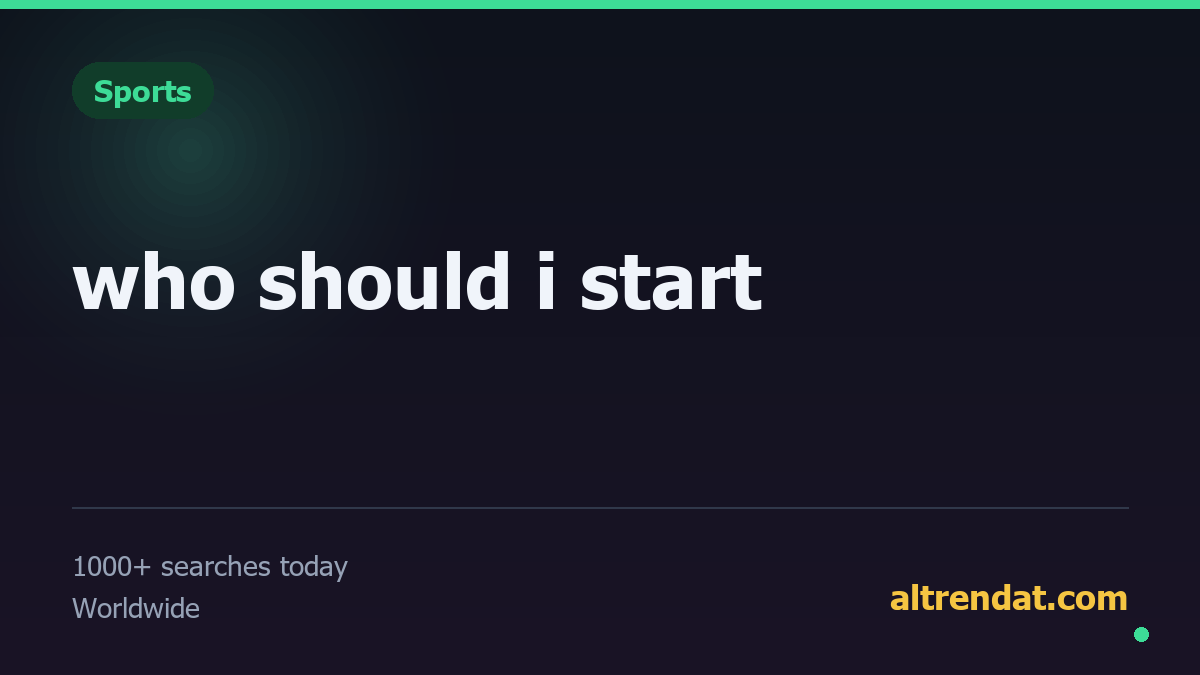 Sports
who should i start
1000+ searches today
Worldwide
altrendat.com